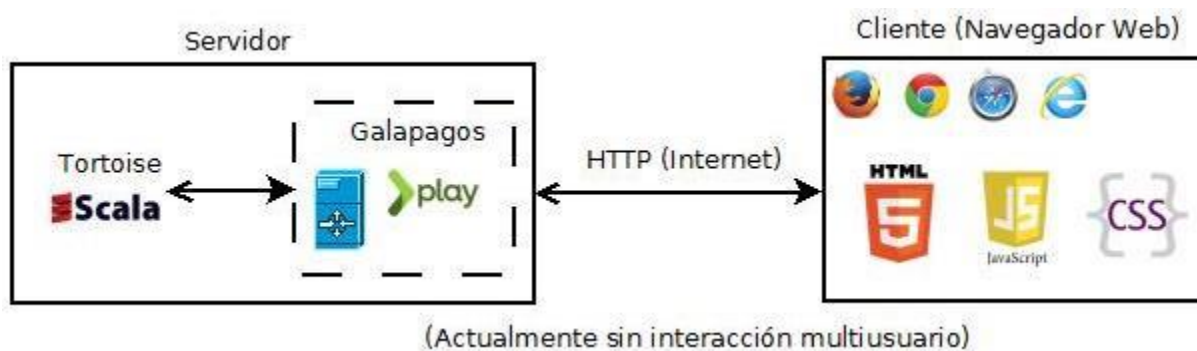 Servidor
Cliente (Navegador Web)
Galapagos
Tortoise
Scala
play
HTTP (Internet)
HTML
5
JS
JavaScript
{CSS}
(Actualmente sin interacción multiusuario)